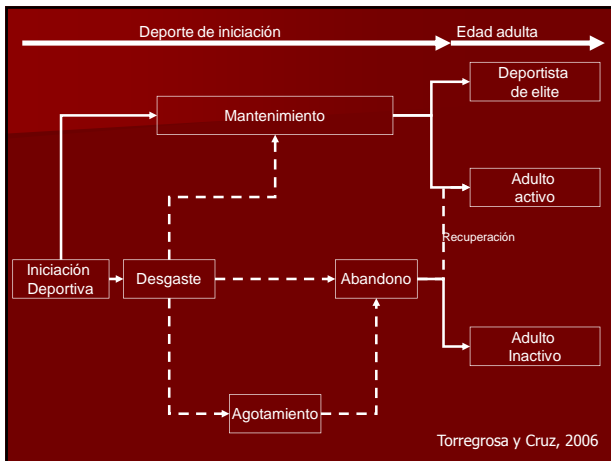 Deporte de iniciación
Edad adulta
Deportista
de elite
Mantenimiento
Adulto
activo
Recuperación
Iniciación
Deportiva
Desgaste
Abandono
Adulto
Inactivo
Agotamiento
Torregrosa y Cruz, 2006